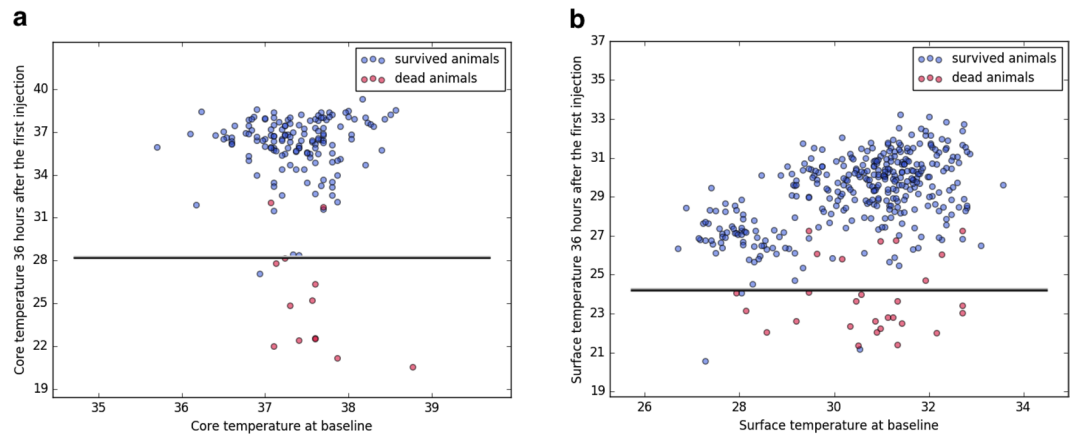 a
Core temperature 36 hours after the first injection
40
37
34
31
28
25
22
19
35
36
37
38
39
Core temperature at baseline
survived animals
dead animals
b
Surface temperature 36 hours after the first injection
37
35
33
31
29
27
25
23
21
19
26
28
30
32
34
Surface temperature at baseline
survived animals
dead animals